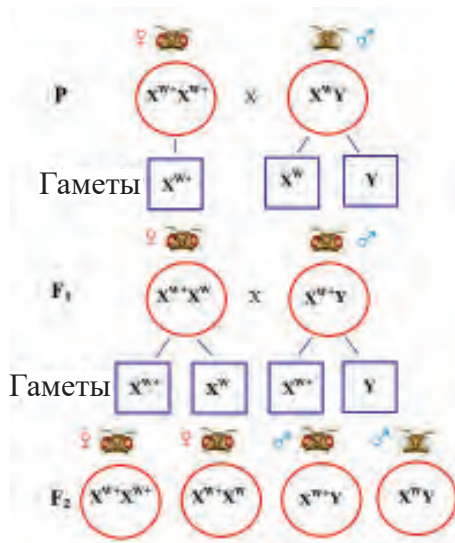 ♀ ♂
P X^{W+}X^{W+} x X^{W}Y
Гаметы X^{W+} X^{W} Y
♀ ♂
F₁ X^{W+}X^{W} x X^{W+}Y
Гаметы X^{W+} X^{W} X^{W+} Y
♀ ♀ ♂ ♂
F₂ X^{W+}X^{W+} X^{W+}X^{W} X^{W+}Y X^{W}Y